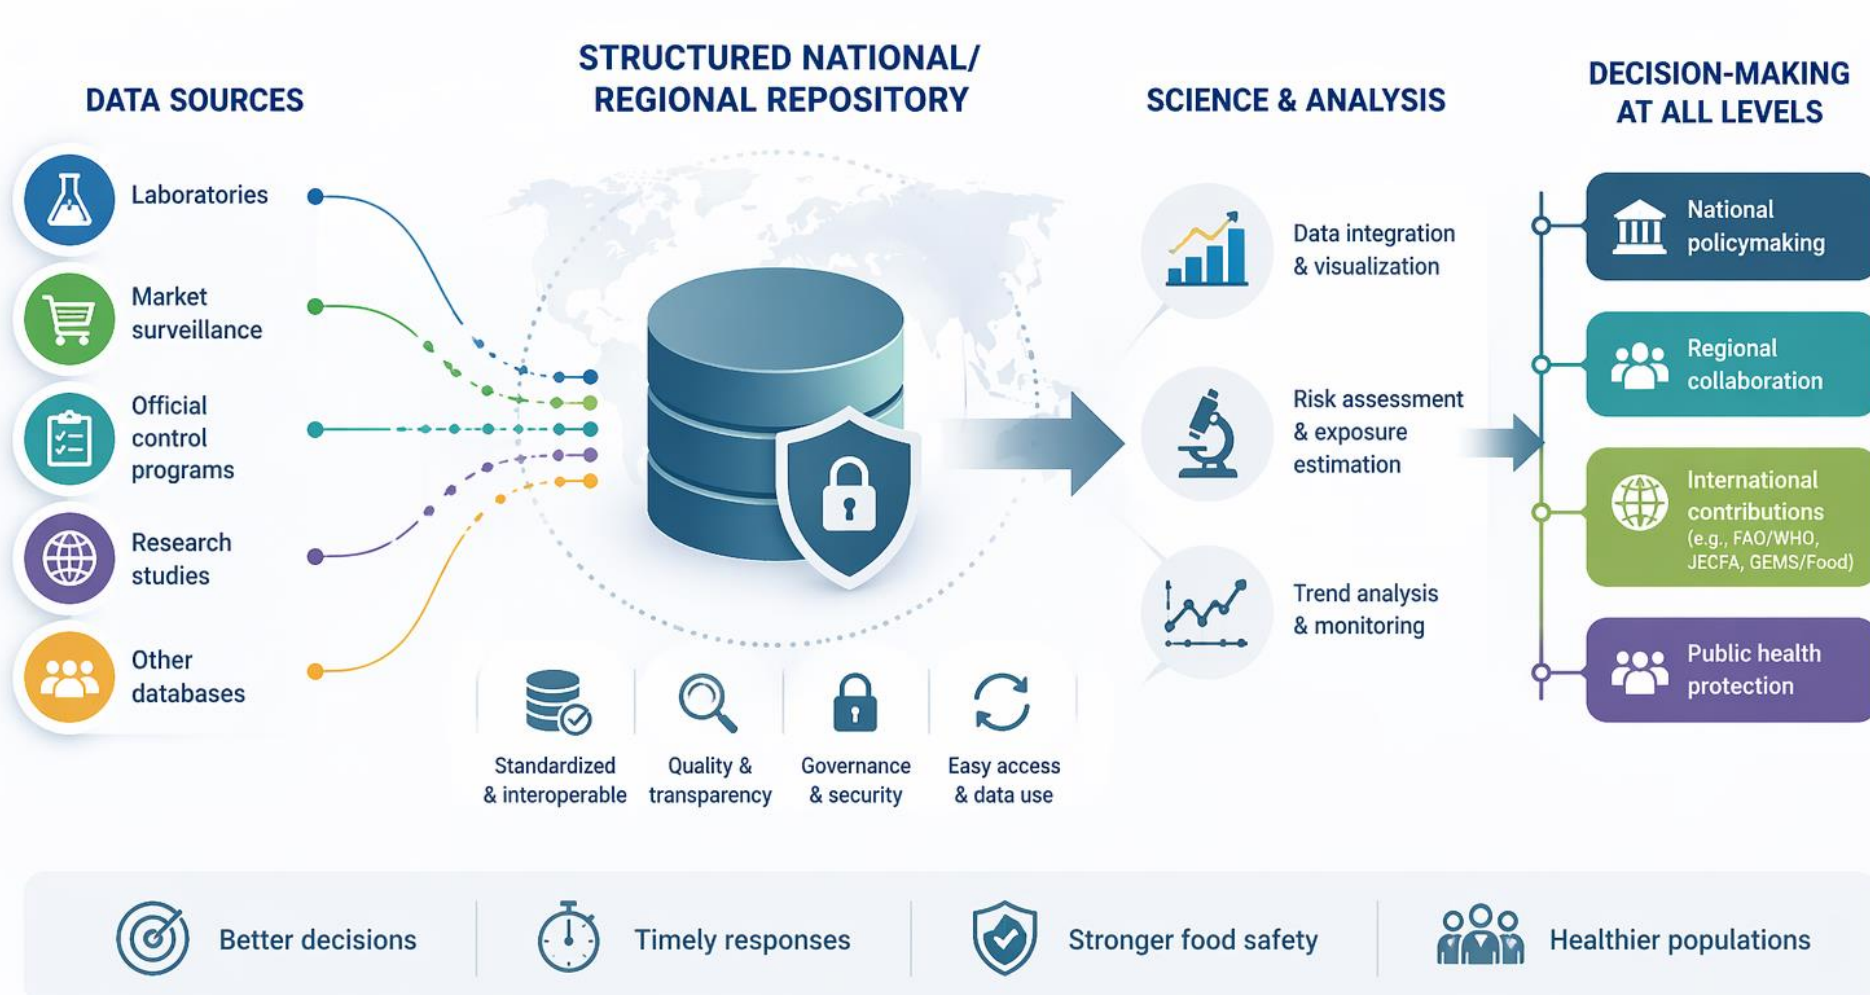 DATA SOURCES
Laboratories
Market
surveillance
Official
control
programs
Research
studies
Other
databases
STRUCTURED NATIONAL/
REGIONAL REPOSITORY
Standardized
& interoperable
Quality &
transparency
Governance
& security
Easy access
& data use
SCIENCE & ANALYSIS
Data integration
& visualization
Risk assessment
& exposure
estimation
Trend analysis
& monitoring
DECISION-MAKING
AT ALL LEVELS
National
policymaking
Regional
collaboration
International
contributions
(e.g., FAO/WHO,
JECFA, GEMS/Food)
Public health
protection
Better decisions
Timely responses
Stronger food safety
Healthier populations